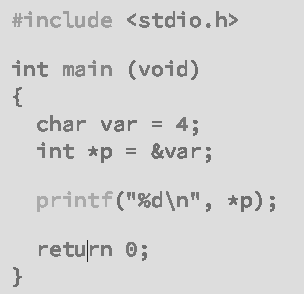 #include <stdio.h>
int main (void)
{
  char var = 4;
  int *p = &var;
  printf("%d\n", *p);
  return 0;
}